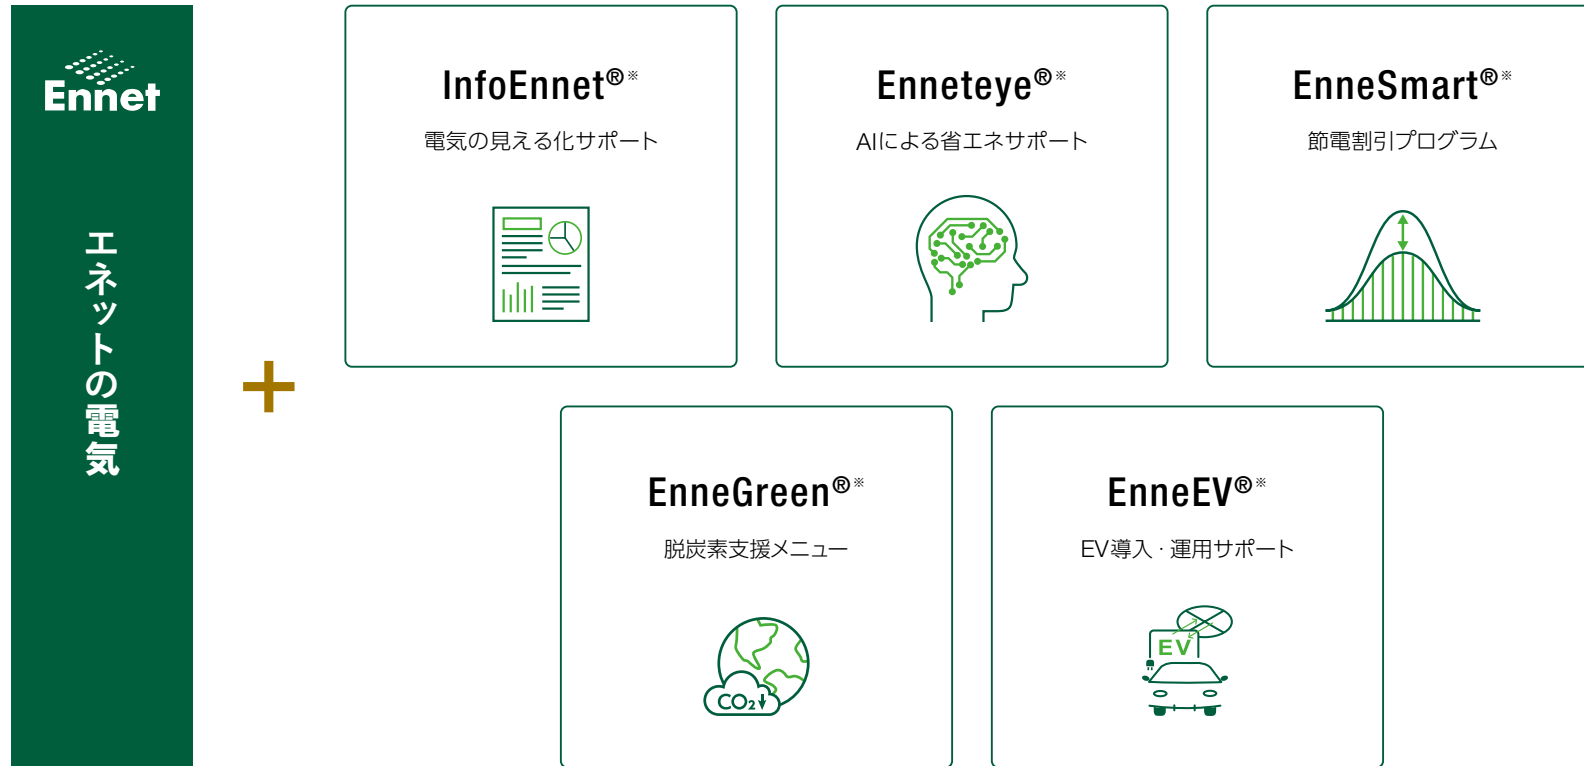 Ennet
エネットの電気
+
InfoEnnet®※
電気の見える化サポート
Enneteye®※
AIによる省エネサポート
EnneSmart®※
節電割引プログラム
EnneGreen®※
脱炭素支援メニュー
CO₂
EnneEV®※
EV導入・運用サポート
EV